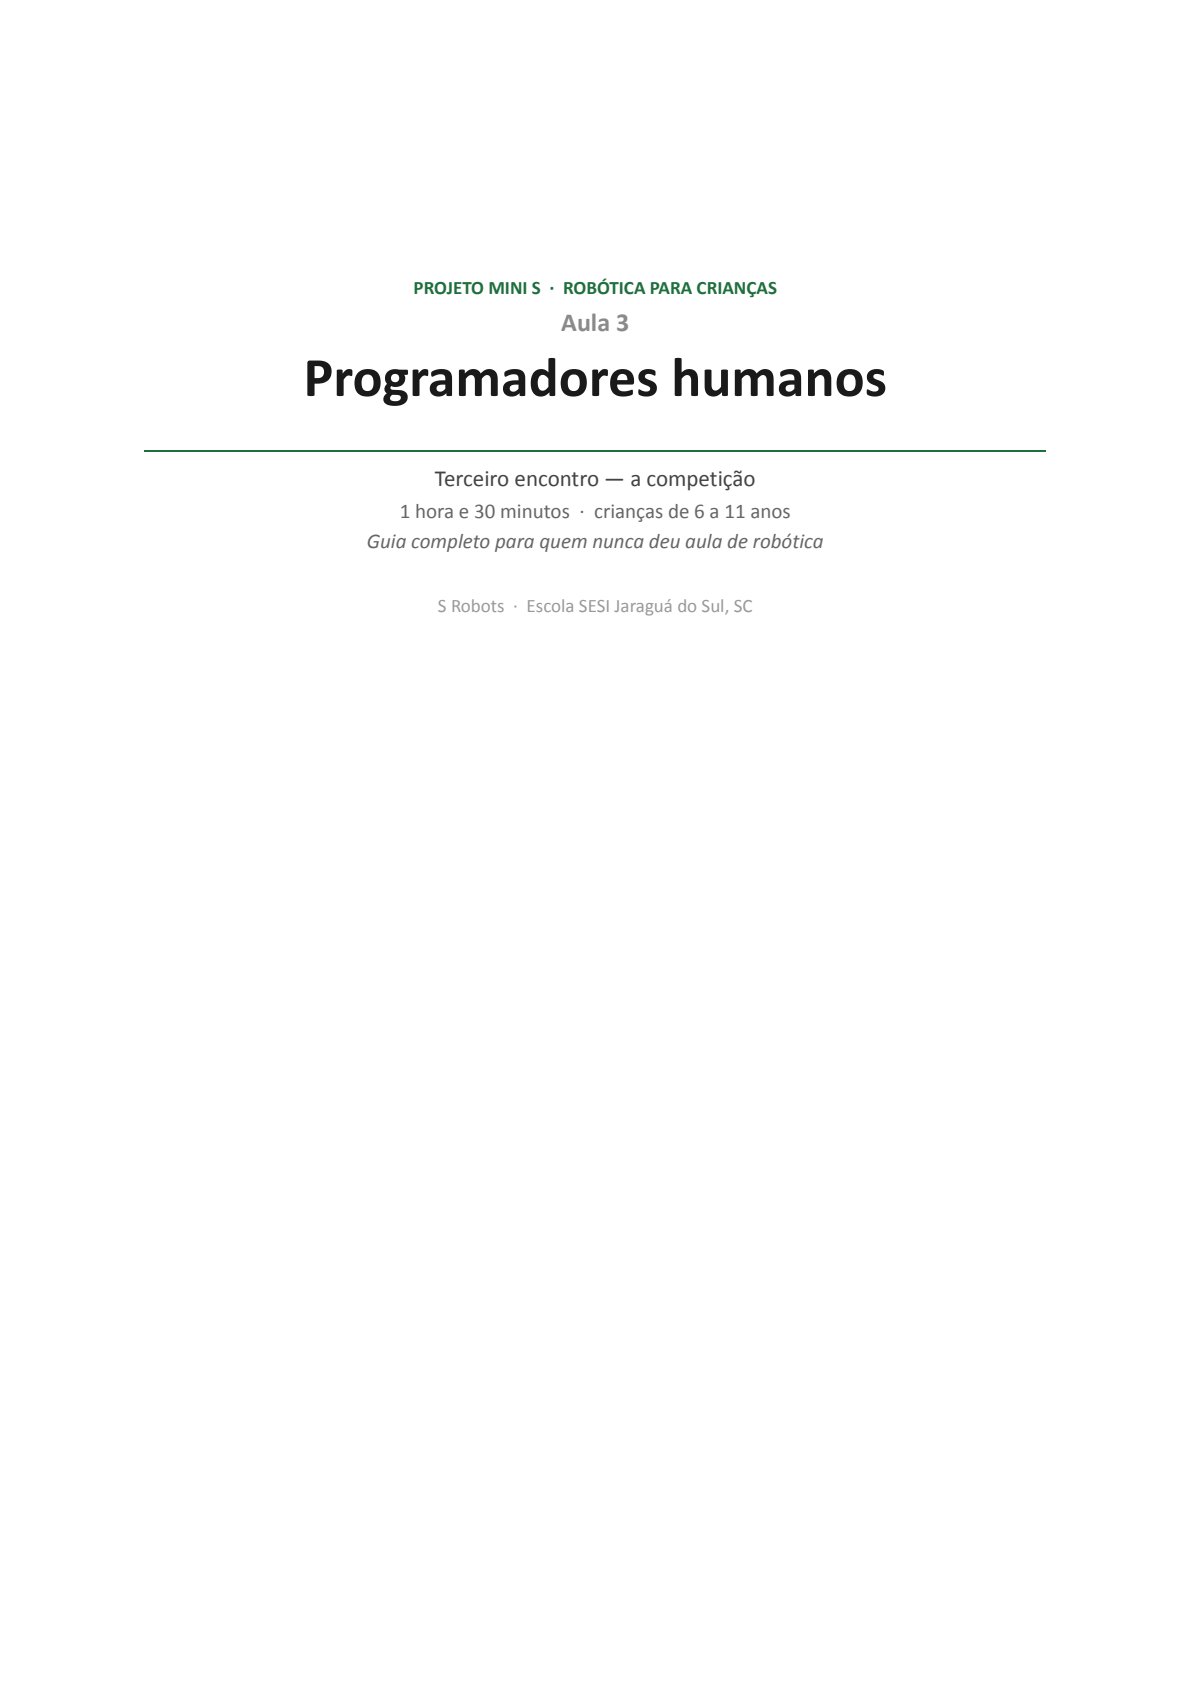 PROJETO MINI S · ROBÓTICA PARA CRIANÇAS
Aula 3
Programadores humanos
Terceiro encontro — a competição
1 hora e 30 minutos · crianças de 6 a 11 anos
Guia completo para quem nunca deu aula de robótica
S Robots · Escola SESI Jaraguá do Sul, SC